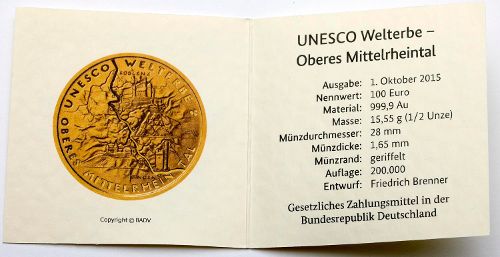 UNESCO WELTERBE
OBERES MITTELRHEINTAL
KOBLENZ
BINGEN
Copyright © BADV
UNESCO Welterbe –
Oberes Mittelrheintal
Ausgabe: 1. Oktober 2015
Nennwert: 100 Euro
Material: 999,9 Au
Masse: 15,55 g (1/2 Unze)
Münzdurchmesser: 28 mm
Münzdicke: 1,65 mm
Münzrand: geriffelt
Auflage: 200.000
Entwurf: Friedrich Brenner
Gesetzliches Zahlungsmittel in der
Bundesrepublik Deutschland